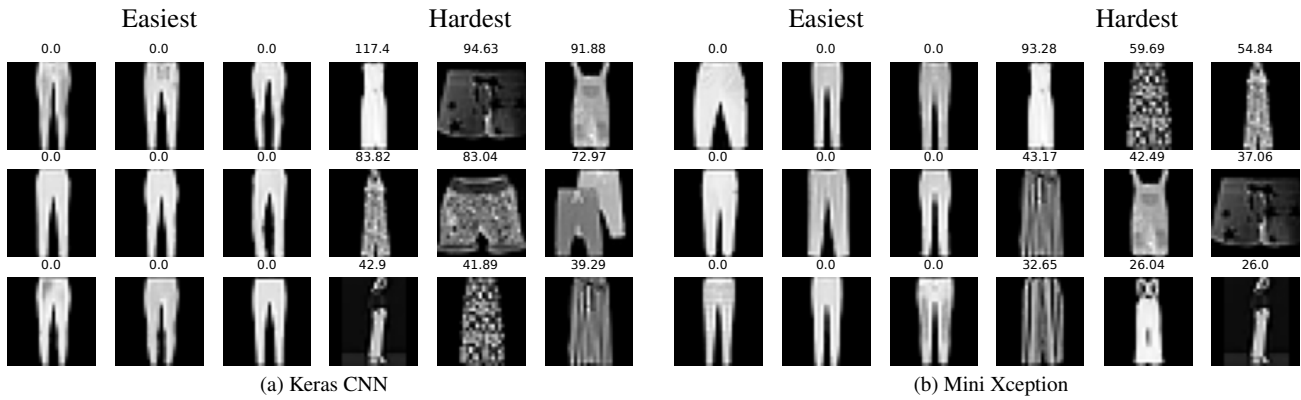 Easiest Hardest Easiest Hardest
0.0 0.0 0.0 117.4 94.63 91.88 0.0 0.0 0.0 93.28 59.69 54.84
0.0 0.0 0.0 83.82 83.04 72.97 0.0 0.0 0.0 43.17 42.49 37.06
0.0 0.0 0.0 42.9 41.89 39.29 0.0 0.0 0.0 32.65 26.04 26.0
(a) Keras CNN (b) Mini Xception